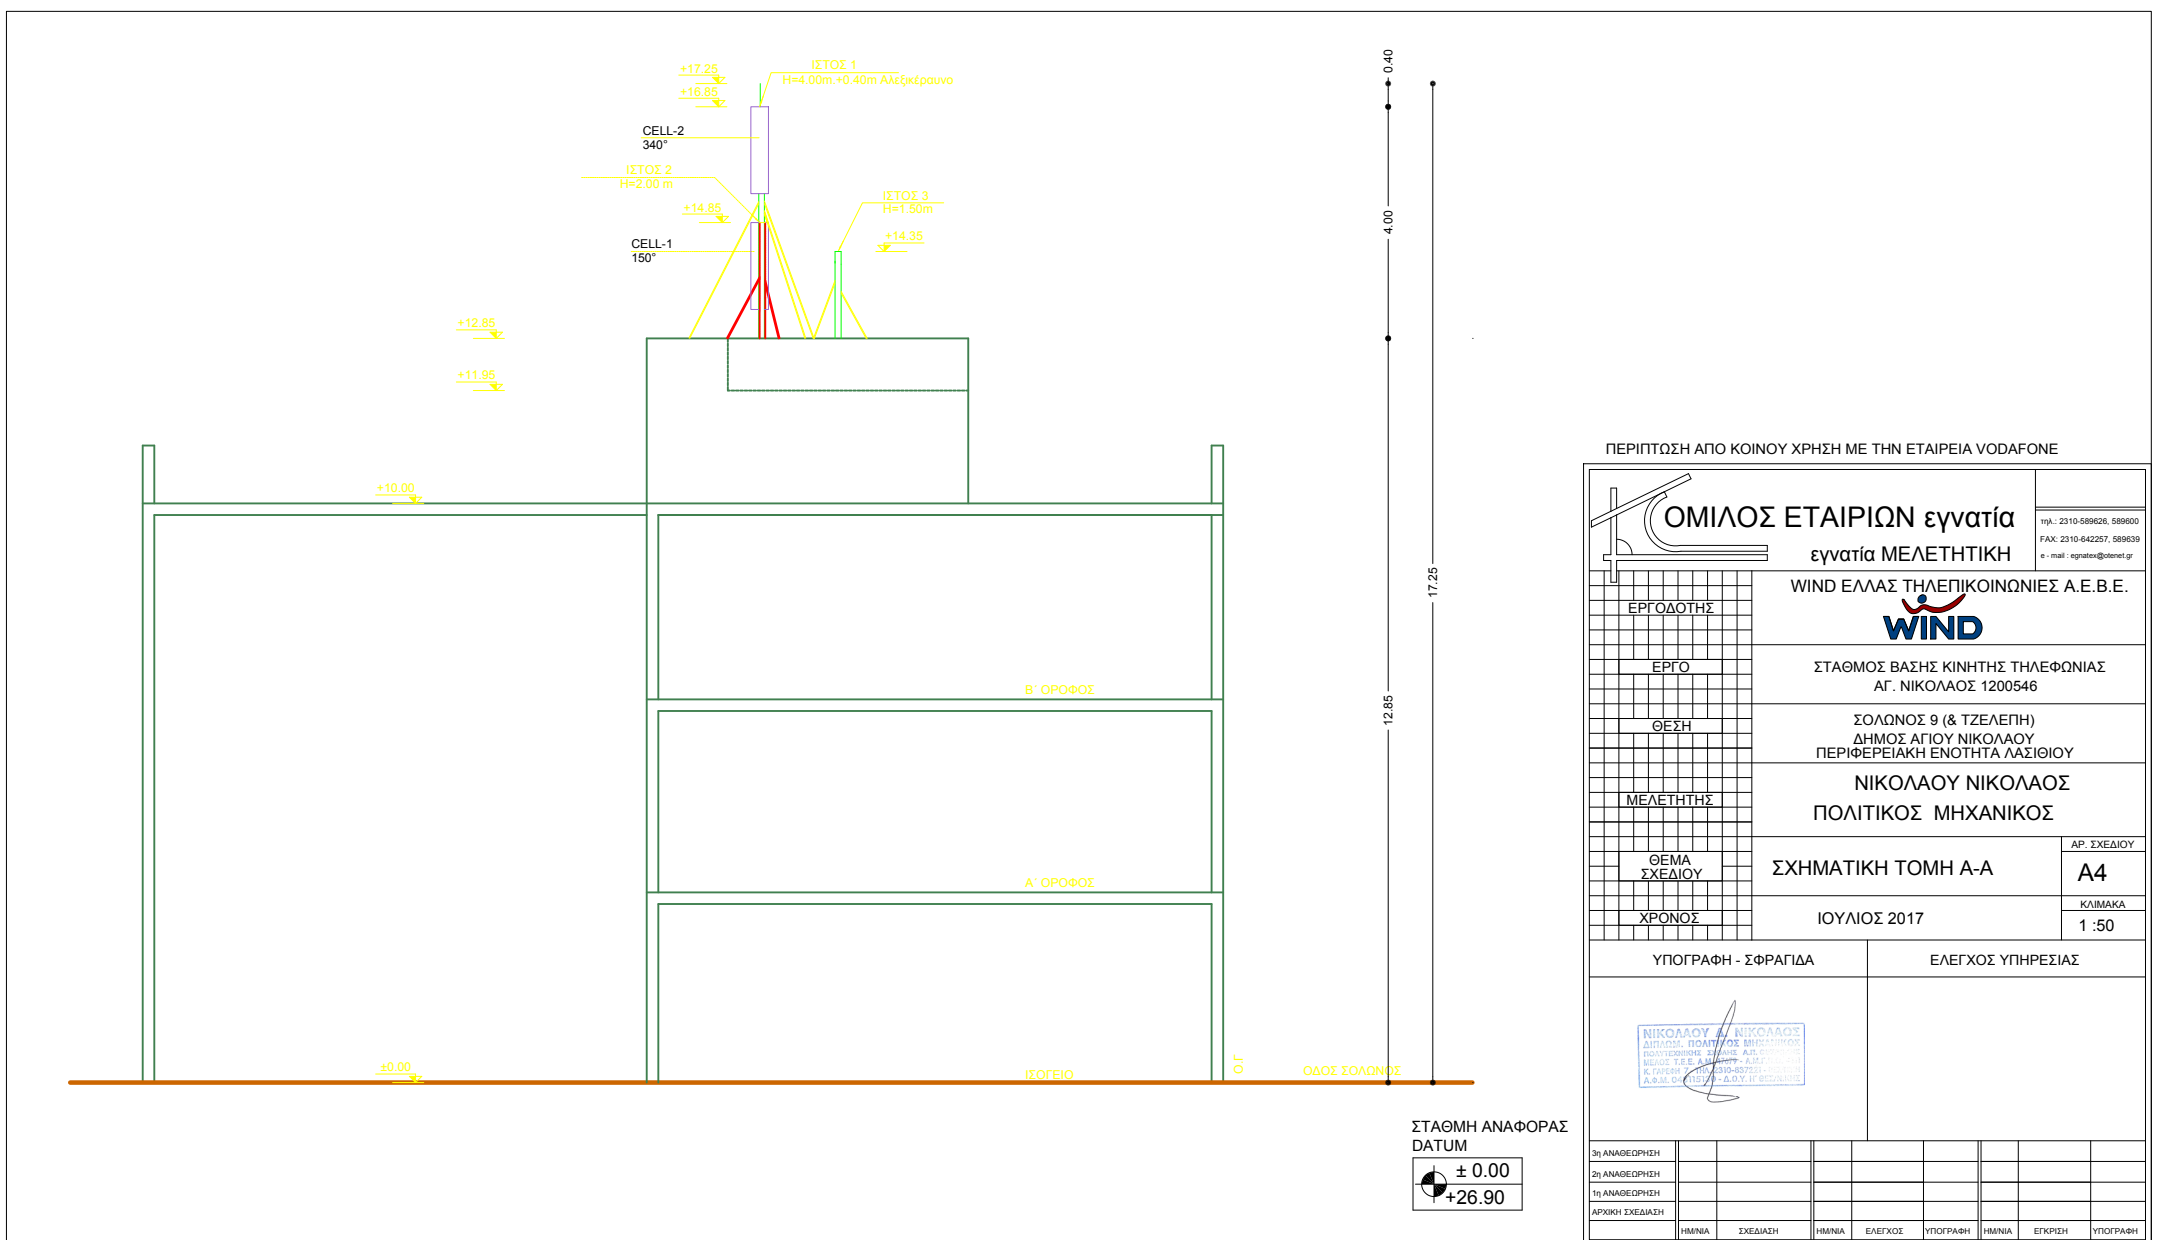 +17.25
+16.85
ΙΣΤΟΣ 1
H=4.00m +0.40m Αλεξικέραυνο
CELL-2
340°
ΙΣΤΟΣ 2
H=2.00 m
+14.85
ΙΣΤΟΣ 3
H=1.50m
+14.35
CELL-1
150°
+12.85
+11.95
+10.00
Β΄ ΟΡΟΦΟΣ
Α΄ ΟΡΟΦΟΣ
±0.00
ΙΣΟΓΕΙΟ
Ο.Γ
ΟΔΟΣ ΣΟΛΩΝΟΣ
0.40
4.00
12.85
17.25
ΣΤΑΘΜΗ ΑΝΑΦΟΡΑΣ
DATUM
± 0.00
+26.90
ΠΕΡΙΠΤΩΣΗ ΑΠΟ ΚΟΙΝΟΥ ΧΡΗΣΗ ΜΕ ΤΗΝ ΕΤΑΙΡΕΙΑ VODAFONE
ΟΜΙΛΟΣ ΕΤΑΙΡΙΩΝ εγνατία
εγνατία ΜΕΛΕΤΗΤΙΚΗ
τηλ.: 2310-589626, 589600
FAX: 2310-642257, 589639
e - mail : egnatex@otenet.gr
ΕΡΓΟΔΟΤΗΣ
WIND ΕΛΛΑΣ ΤΗΛΕΠΙΚΟΙΝΩΝΙΕΣ Α.Ε.Β.Ε.
WIND
ΕΡΓΟ
ΣΤΑΘΜΟΣ ΒΑΣΗΣ ΚΙΝΗΤΗΣ ΤΗΛΕΦΩΝΙΑΣ
ΑΓ. ΝΙΚΟΛΑΟΣ 1200546
ΘΕΣΗ
ΣΟΛΩΝΟΣ 9 (& ΤΖΕΛΕΠΗ)
ΔΗΜΟΣ ΑΓΙΟΥ ΝΙΚΟΛΑΟΥ
ΠΕΡΙΦΕΡΕΙΑΚΗ ΕΝΟΤΗΤΑ ΛΑΣΙΘΙΟΥ
ΜΕΛΕΤΗΤΗΣ
ΝΙΚΟΛΑΟΥ ΝΙΚΟΛΑΟΣ
ΠΟΛΙΤΙΚΟΣ ΜΗΧΑΝΙΚΟΣ
ΘΕΜΑ
ΣΧΕΔΙΟΥ
ΣΧΗΜΑΤΙΚΗ ΤΟΜΗ Α-Α
ΑΡ. ΣΧΕΔΙΟΥ
A4
ΧΡΟΝΟΣ
ΙΟΥΛΙΟΣ 2017
ΚΛΙΜΑΚΑ
1 :50
ΥΠΟΓΡΑΦΗ - ΣΦΡΑΓΙΔΑ
ΕΛΕΓΧΟΣ ΥΠΗΡΕΣΙΑΣ
ΝΙΚΟΛΑΟΥ Δ. ΝΙΚΟΛΑΟΣ
ΔΙΠΛΩΜ. ΠΟΛΙΤΙΚΟΣ ΜΗΧΑΝΙΚΟΣ
3η ΑΝΑΘΕΩΡΗΣΗ
2η ΑΝΑΘΕΩΡΗΣΗ
1η ΑΝΑΘΕΩΡΗΣΗ
ΑΡΧΙΚΗ ΣΧΕΔΙΑΣΗ
ΗΜ/ΝΙΑ ΣΧΕΔΙΑΣΗ ΗΜ/ΝΙΑ ΕΛΕΓΧΟΣ ΥΠΟΓΡΑΦΗ ΗΜ/ΝΙΑ ΕΓΚΡΙΣΗ ΥΠΟΓΡΑΦΗ